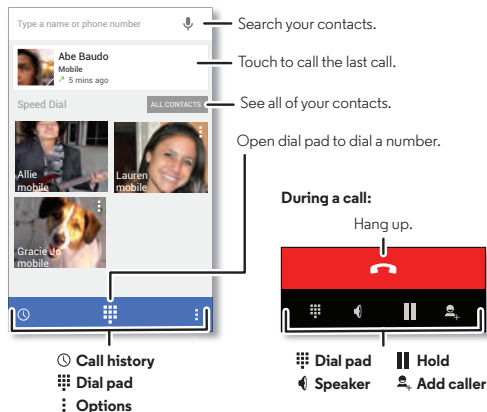 Type a name or phone number
Search your contacts.
Abe Baudo
Mobile
5 mins ago
Touch to call the last call.
Speed Dial
ALL CONTACTS
See all of your contacts.
Open dial pad to dial a number.
Allie
mobile
Lauren
mobile
Gracie Jo
mobile
During a call:
Hang up.
Call history
Dial pad
Options
Dial pad
Hold
Speaker
Add caller